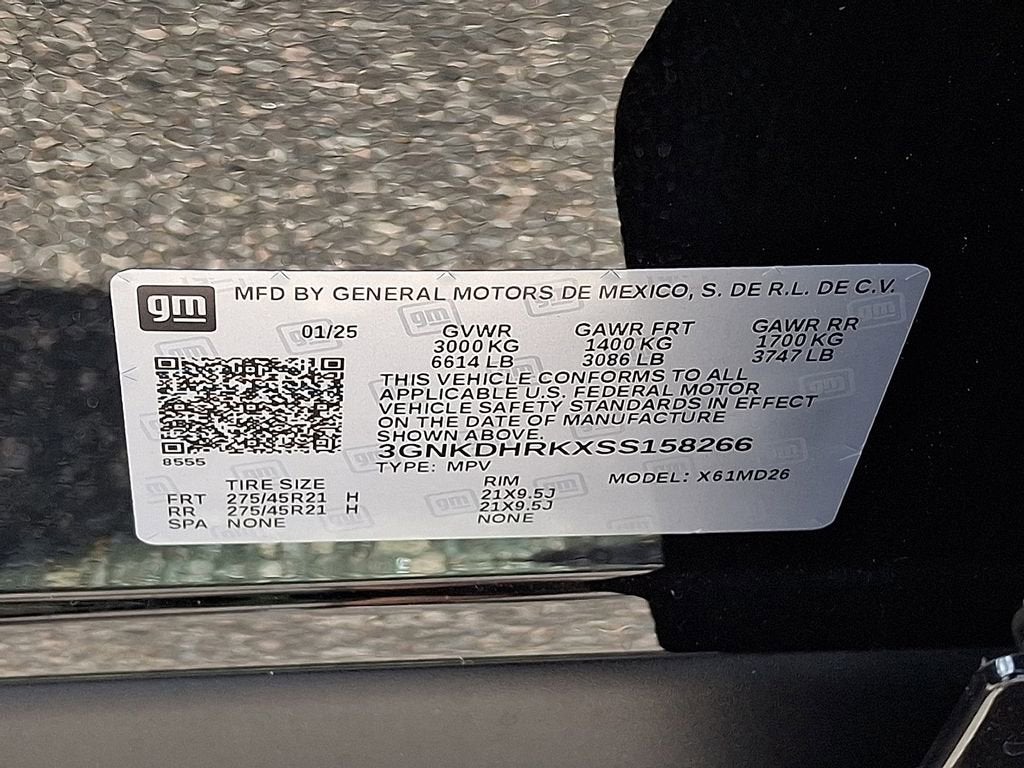 gm MFD BY GENERAL MOTORS DE MEXICO, S. DE R.L. DE C.V.
01/25 GVWR GAWR FRT GAWR RR
3000 KG 1400 KG 1700 KG
6614 LB 3086 LB 3747 LB
THIS VEHICLE CONFORMS TO ALL
APPLICABLE U.S. FEDERAL MOTOR
VEHICLE SAFETY STANDARDS IN EFFECT
ON THE DATE OF MANUFACTURE
SHOWN ABOVE.
3GNKDHRKXSS158266
8555 TYPE: MPV MODEL: X61MD26
TIRE SIZE RIM
FRT 275/45R21 H 21X9.5J
RR 275/45R21 H 21X9.5J
SPA NONE NONE